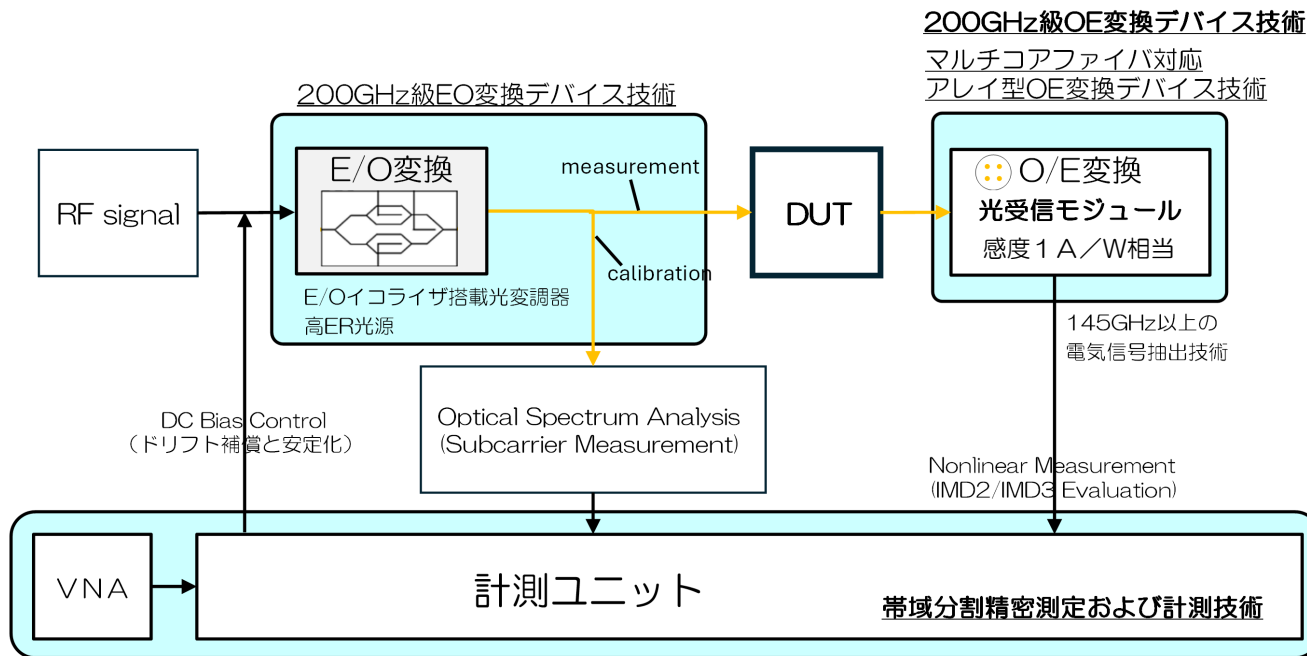 200GHz級OE変換デバイス技術
マルチコアファイバ対応
アレイ型OE変換デバイス技術
200GHz級EO変換デバイス技術
RF signal
E/O変換
measurement
calibration
E/Oイコライザ搭載光変調器
高ER光源
DUT
O/E変換
光受信モジュール
感度1A/W相当
145GHz以上の
電気信号抽出技術
DC Bias Control
(ドリフト補償と安定化)
Optical Spectrum Analysis
(Subcarrier Measurement)
Nonlinear Measurement
(IMD2/IMD3 Evaluation)
VNA
計測ユニット
帯域分割精密測定および計測技術